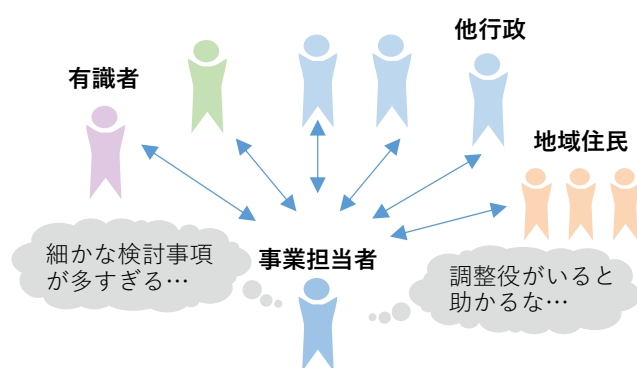 他行政
有識者
地域住民
事業担当者
細かな検討事項
が多すぎる…
調整役がいると
助かるな…